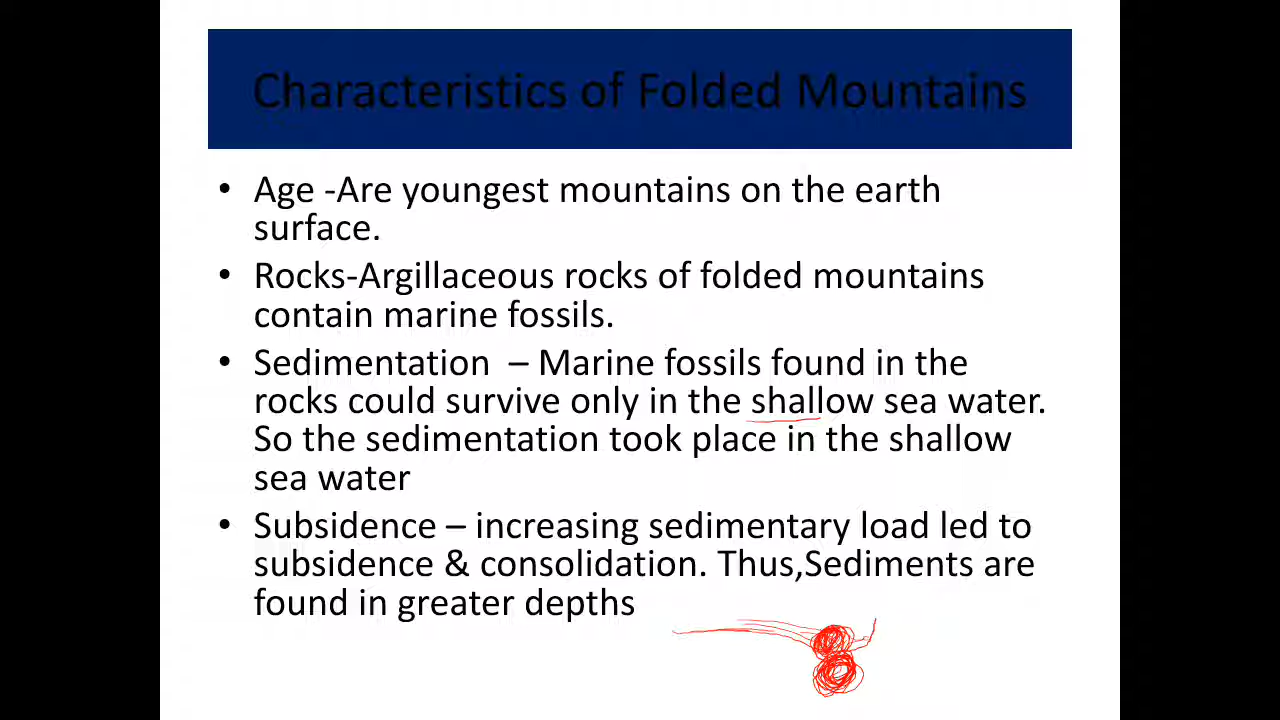 Characteristics of Folded Mountains
• Age -Are youngest mountains on the earth
surface.
• Rocks-Argillaceous rocks of folded mountains
contain marine fossils.
• Sedimentation – Marine fossils found in the
rocks could survive only in the shallow sea water.
So the sedimentation took place in the shallow
sea water
• Subsidence – increasing sedimentary load led to
subsidence & consolidation. Thus,Sediments are
found in greater depths